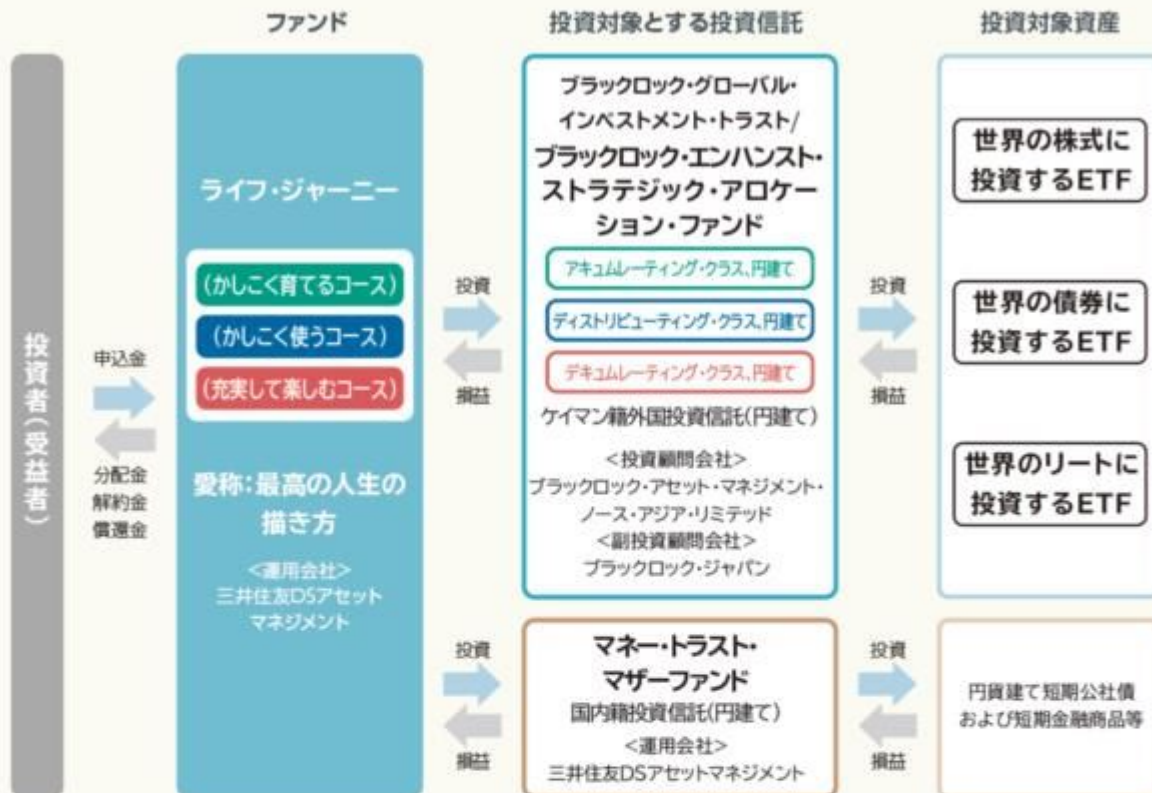 ファンド
投資対象とする投資信託
投資対象資産
投資者(受益者)
申込金
分配金
解約金
償還金
ライフ・ジャーニー
(かしこく育てるコース)
(かしこく使うコース)
(充実して楽しむコース)
愛称:最高の人生の
描き方
<運用会社>
三井住友DSアセット
マネジメント
投資
損益
ブラックロック・グローバル・
インベストメント・トラスト/
ブラックロック・エンハンスト・
ストラテジック・アロケー
ション・ファンド
アキュムレーティング・クラス、円建て
ディストリビューティング・クラス、円建て
デキュムレーティング・クラス、円建て
ケイマン籍外国投資信託(円建て)
<投資顧問会社>
ブラックロック・アセット・マネジメント・
ノース・アジア・リミテッド
<副投資顧問会社>
ブラックロック・ジャパン
投資
損益
世界の株式に
投資するETF
世界の債券に
投資するETF
世界のリートに
投資するETF
投資
損益
マネー・トラスト・
マザーファンド
国内籍投資信託(円建て)
<運用会社>
三井住友DSアセットマネジメント
投資
損益
円貨建て短期公社債
および短期金融商品等